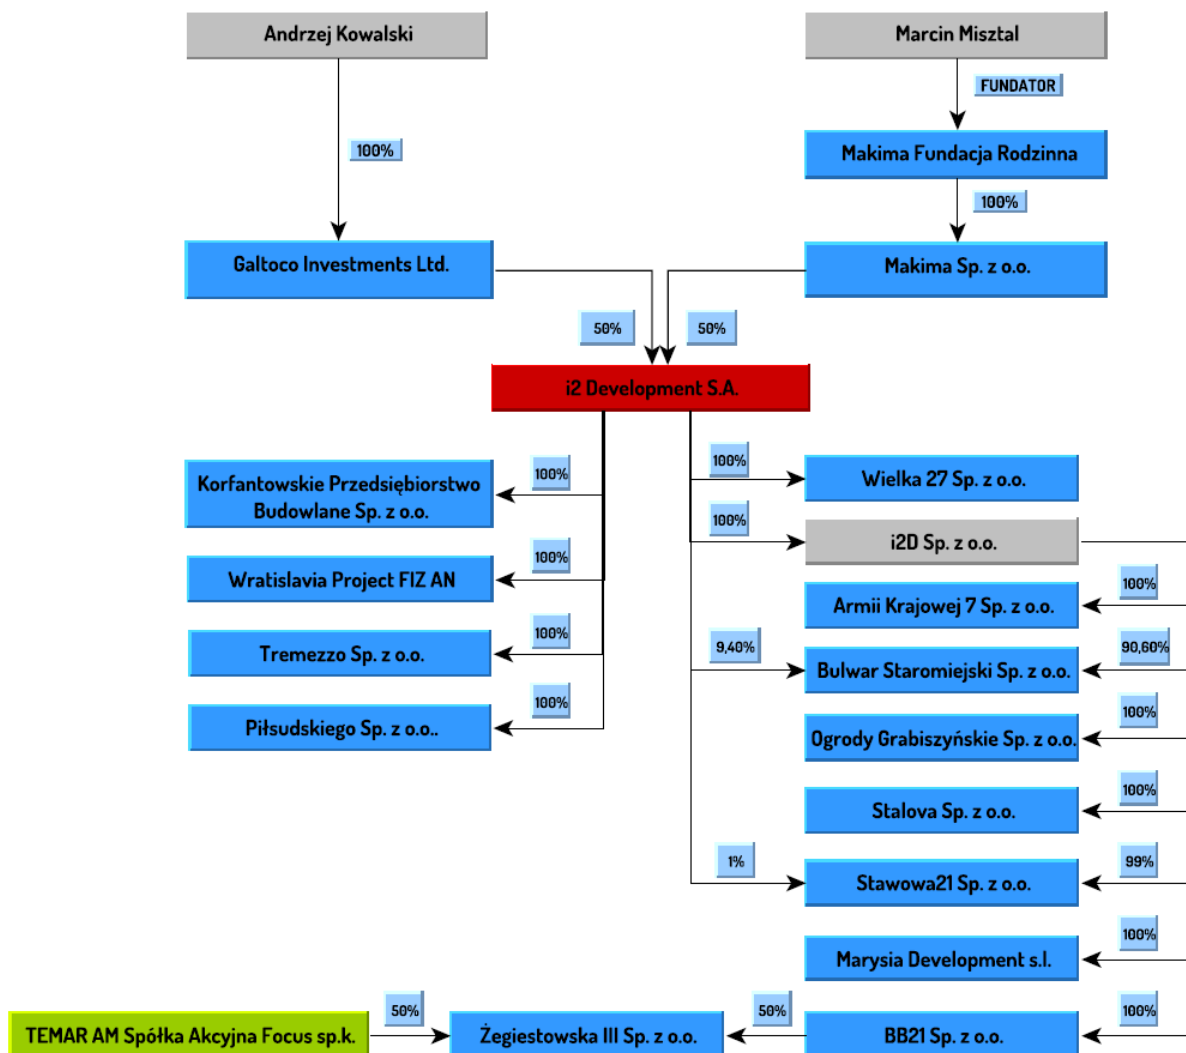 Andrzej Kowalski
Marcin Misztal
FUNDATOR
100%
Makima Fundacja Rodzinna
100%
Galtoco Investments Ltd.
Makima Sp. z o.o.
50%
50%
i2 Development S.A.
100%
Korfantowskie Przedsiębiorstwo
Budowlane Sp. z o.o.
100%
Wielka 27 Sp. z o.o.
100%
i2D Sp. z o.o.
100%
Wratislavia Project FIZ AN
100%
Armii Krajowej 7 Sp. z o.o.
100%
Tremezzo Sp. z o.o.
9,40%
Bulwar Staromiejski Sp. z o.o.
90,60%
100%
Piłsudskiego Sp. z o.o..
Ogrody Grabiszyńskie Sp. z o.o.
100%
Stalova Sp. z o.o.
100%
1%
Stawowa21 Sp. z o.o.
99%
Marysia Development s.l.
100%
TEMAR AM Spółka Akcyjna Focus sp.k.
50%
Żegiestowska III Sp. z o.o.
50%
BB21 Sp. z o.o.
100%